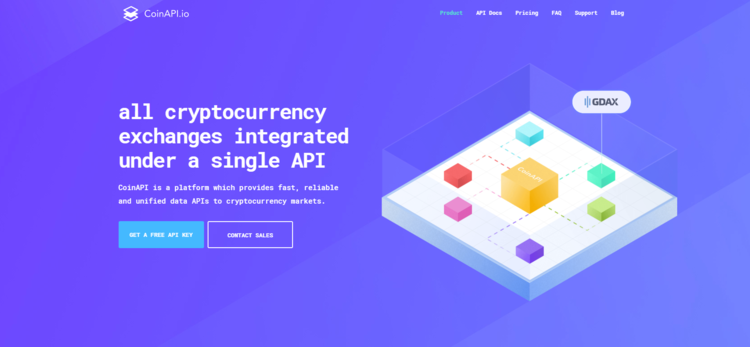 CoinAPI.io
Product API Docs Pricing FAQ Support Blog
GDAX
all cryptocurrency
exchanges integrated
under a single API
CoinAPI
CoinAPI is a platform which provides fast, reliable
and unified data APIs to cryptocurrency markets.
GET A FREE API KEY
CONTACT SALES